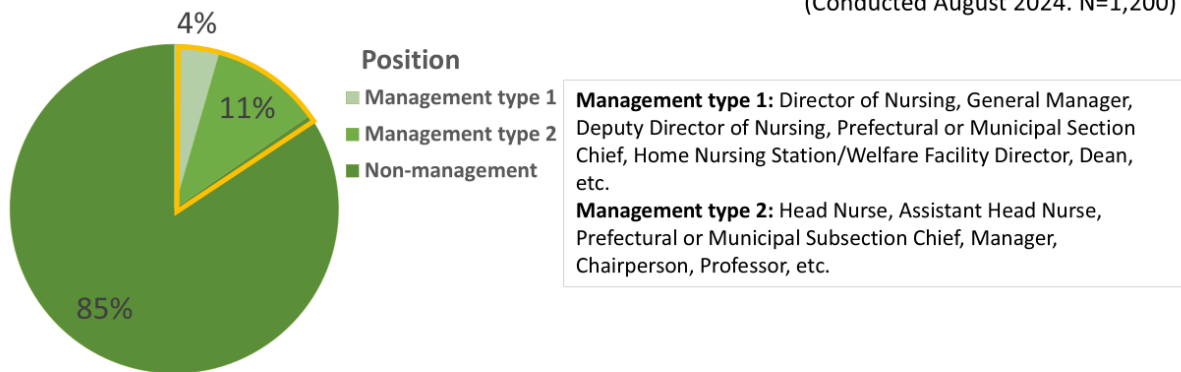 (Conducted August 2024. N=1,200)
4%
11%
85%
Position
Management type 1
Management type 2
Non-management
Management type 1: Director of Nursing, General Manager,
Deputy Director of Nursing, Prefectural or Municipal Section
Chief, Home Nursing Station/Welfare Facility Director, Dean,
etc.
Management type 2: Head Nurse, Assistant Head Nurse,
Prefectural or Municipal Subsection Chief, Manager,
Chairperson, Professor, etc.